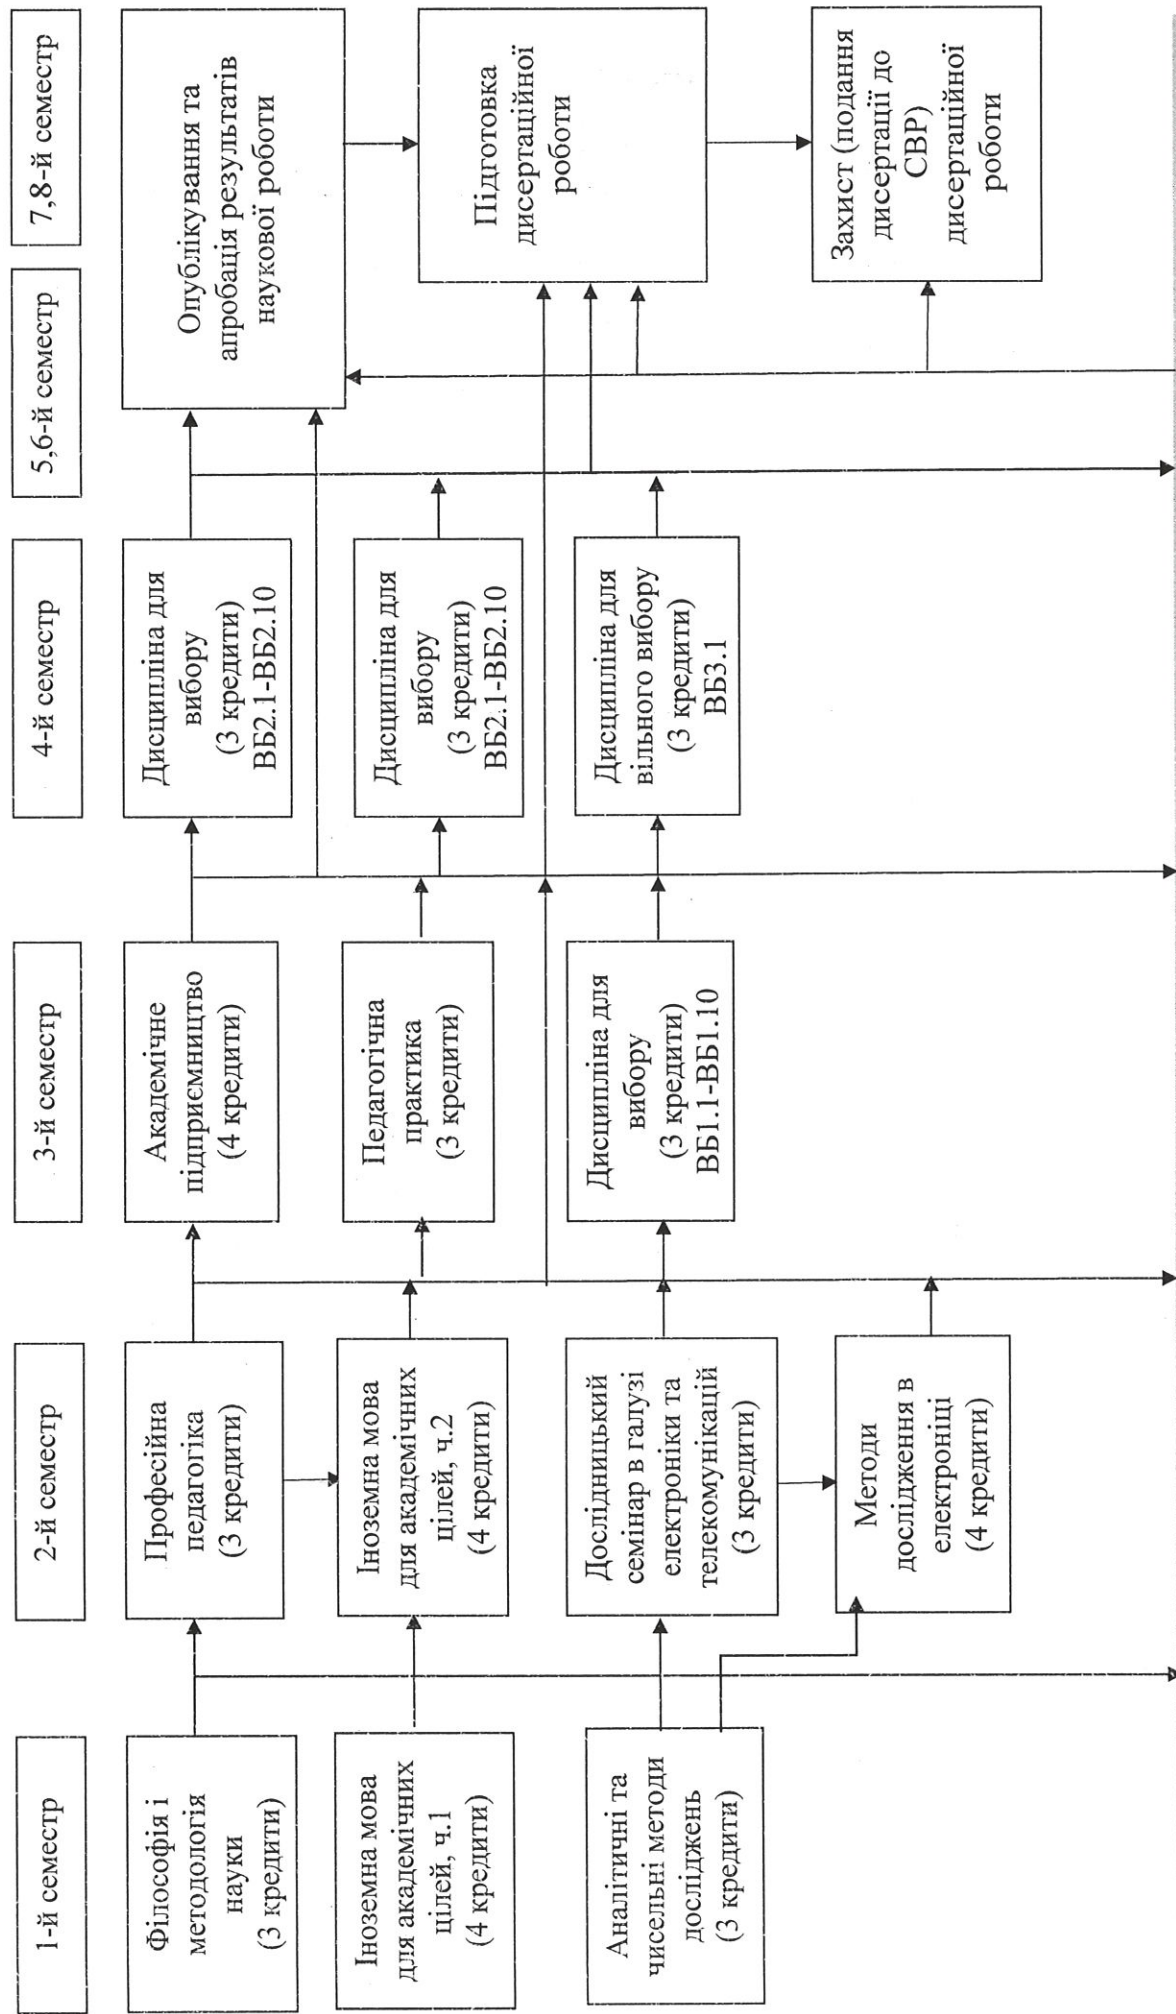 1-й семестр
2-й семестр
3-й семестр
4-й семестр
5,6-й семестр
7,8-й семестр
Філософія і
методологія
науки
(3 кредити)
Професійна
педагогіка
(3 кредити)
Академічне
підприємництво
(4 кредити)
Дисципліна для
вибору
(3 кредити)
ВБ2.1-ВБ2.10
Опублікування та
апробація результатів
наукової роботи
Іноземна мова
для академічних
цілей, ч.1
(4 кредити)
Іноземна мова
для академічних
цілей, ч.2
(4 кредити)
Педагогічна
практика
(3 кредити)
Дисципліна для
вибору
(3 кредити)
ВБ2.1-ВБ2.10
Підготовка
дисертаційної
роботи
Аналітичні та
чисельні методи
досліджень
(3 кредити)
Дослідницький
семінар в галузі
електроніки та
телекомунікацій
(3 кредити)
Дисципліна для
вибору
(3 кредити)
ВБ1.1-ВБ1.10
Дисципліна для
вільного вибору
(3 кредити)
ВБ3.1
Захист (подання
дисертації до
СВР)
дисертаційної
роботи
Методи
дослідження в
електроніці
(4 кредити)